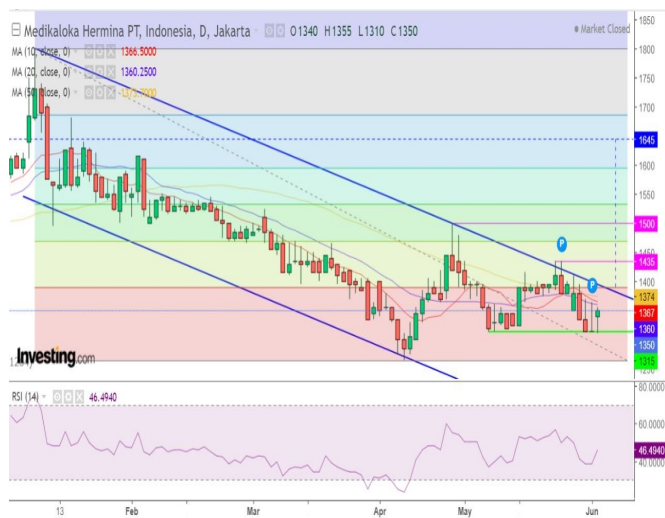 Medikaloka Hermina PT, Indonesia, D, Jakarta O1340 H1355 L1310 C1350
Market Closed
MA (10, close, 0) 1366.5000
MA (20, close, 0) 1360.2500
MA (50, close, 0)
1850
1800
1750
1700
1645
1600
1550
1500
1435
1400
1374
1367
1360
1350
1315
P
P
Investing.com
RSI (14) 46.4940
80.0000
60.0000
46.4940
40.0000
13 Feb Mar Apr May Jun